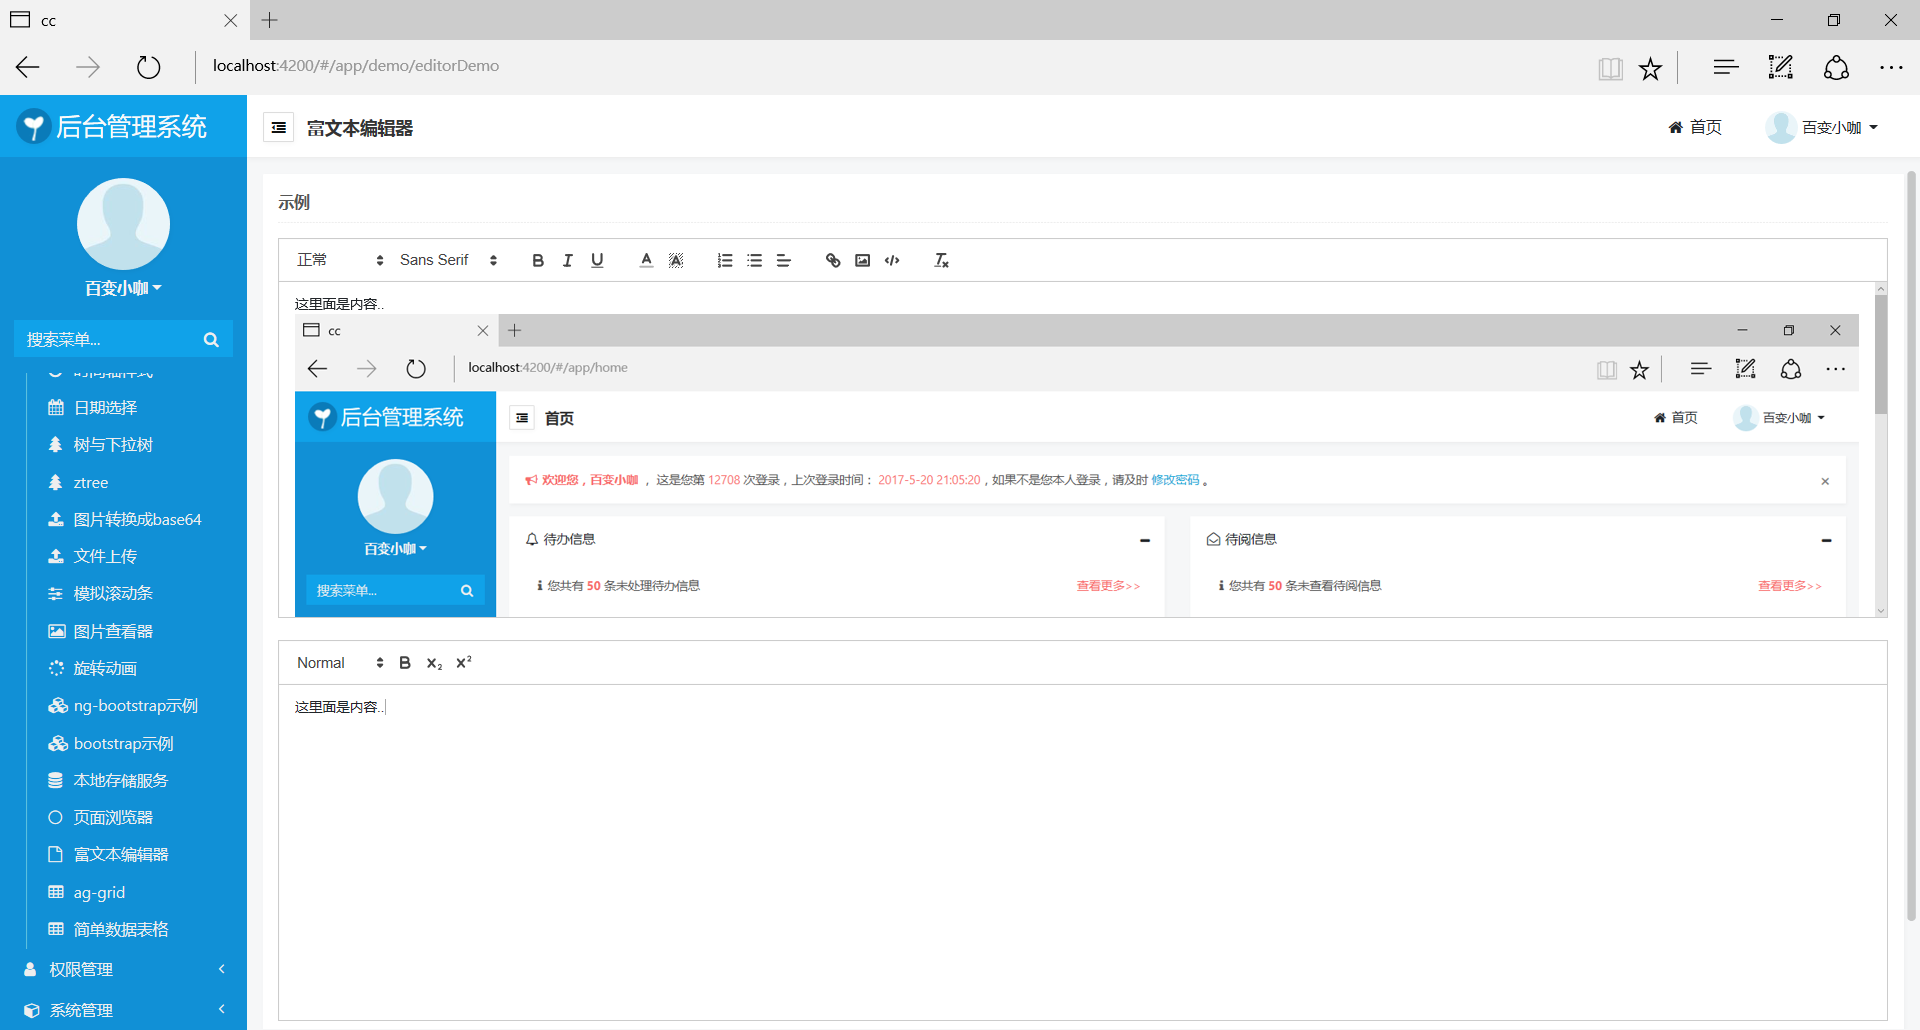 cc
localhost:4200/#/app/demo/editorDemo
后台管理系统
富文本编辑器
首页
百变小咖
百变小咖
搜索菜单...
日期选择
树与下拉树
ztree
图片转换成base64
文件上传
模拟滚动条
图片查看器
旋转动画
ng-bootstrap示例
bootstrap示例
本地存储服务
页面浏览器
富文本编辑器
ag-grid
简单数据表格
权限管理
系统管理
示例
正常 Sans Serif
这里面是内容..
cc
localhost:4200/#/app/home
后台管理系统
首页
首页
百变小咖
百变小咖
搜索菜单...
欢迎您，百变小咖 ， 这是您第 12708 次登录，上次登录时间： 2017-5-20 21:05:20，如果不是您本人登录，请及时 修改密码 。
待办信息
您共有 50 条未处理待办信息 查看更多>>
待阅信息
您共有 50 条未查看待阅信息 查看更多>>
Normal
这里面是内容..